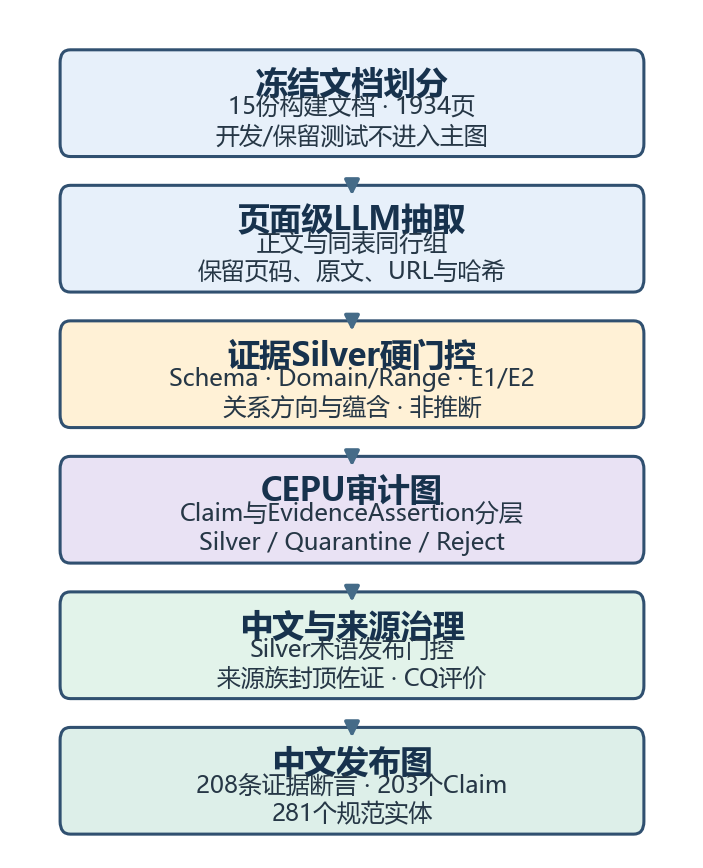 冻结文档划分
15份构建文档 · 1934页
开发/保留测试不进入主图
页面级LLM抽取
正文与同表同行组
保留页码、原文、URL与哈希
证据Silver硬门控
Schema · Domain/Range · E1/E2
关系方向与蕴含 · 非推断
CEPU审计图
Claim与EvidenceAssertion分层
Silver / Quarantine / Reject
中文与来源治理
Silver术语发布门控
来源族封顶佐证 · CQ评价
中文发布图
208条证据断言 · 203个Claim
281个规范实体